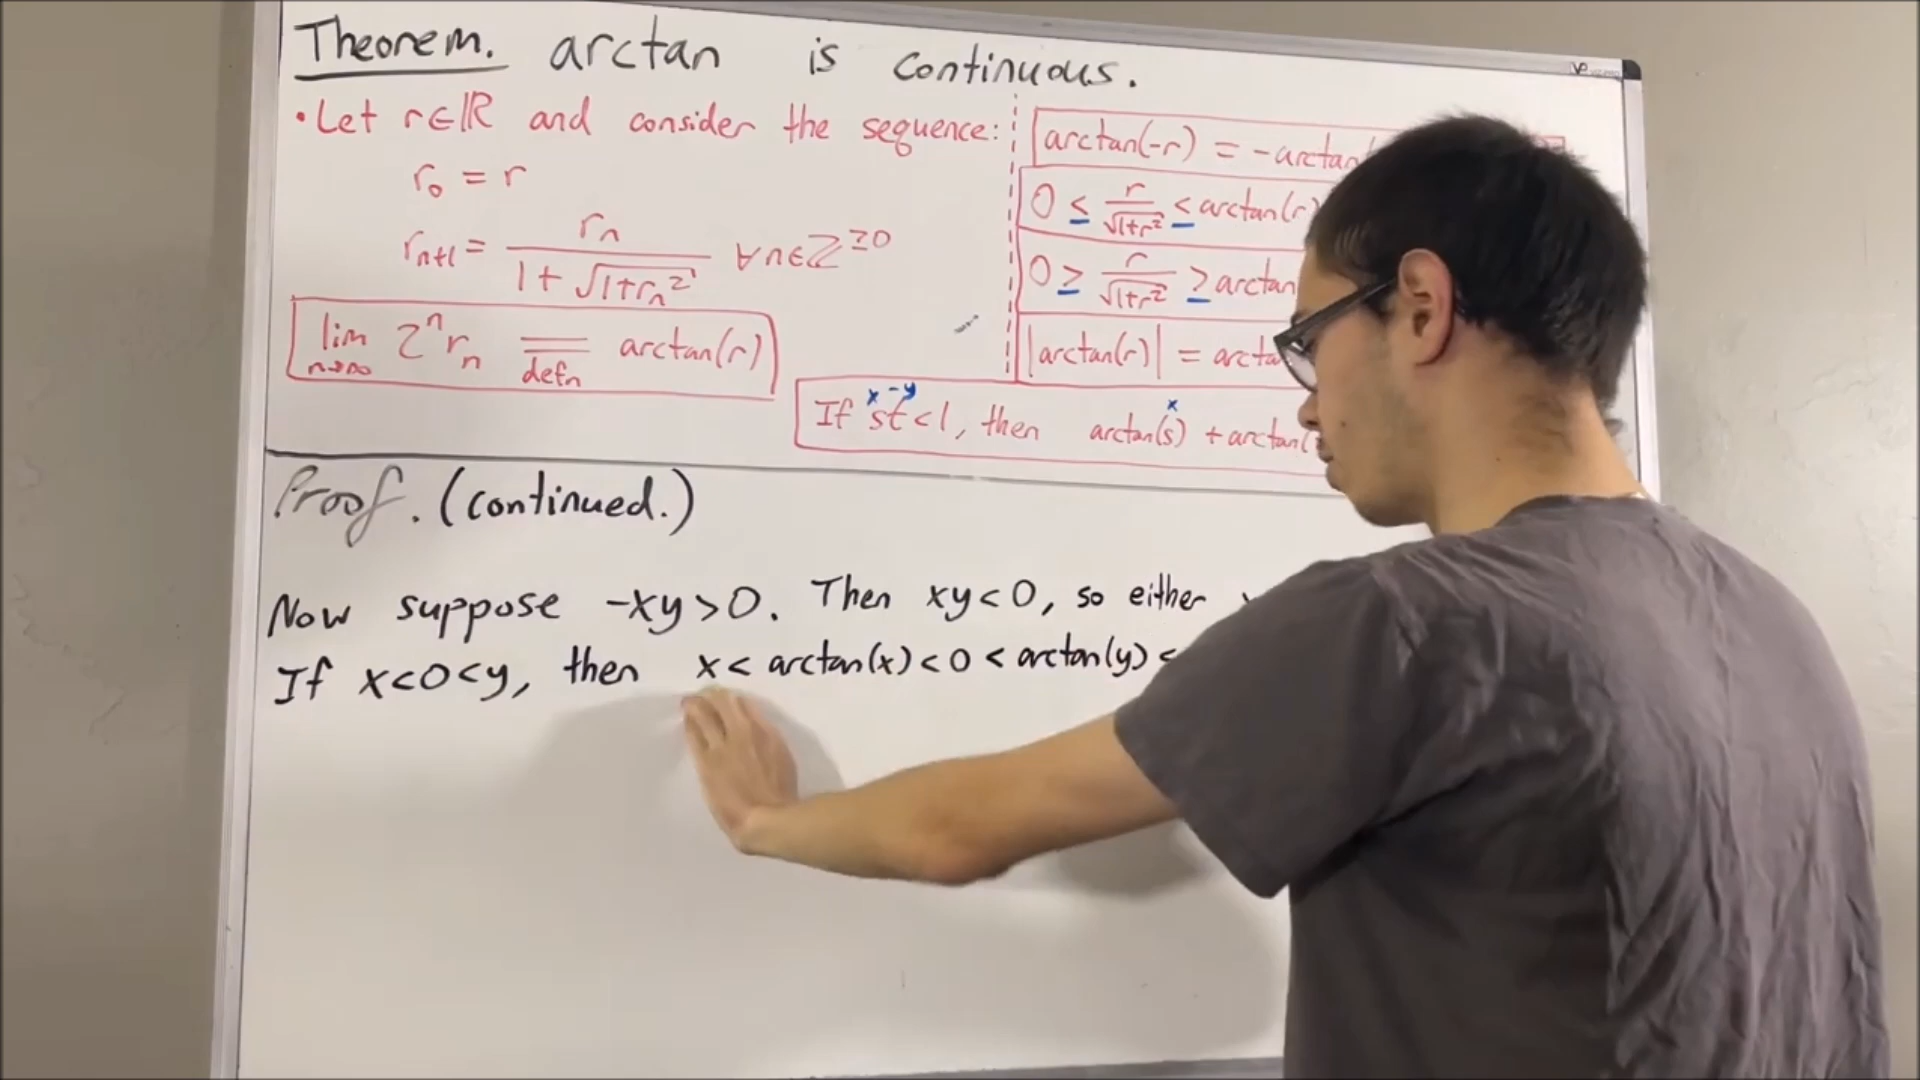 Theorem. arctan is continuous.
• Let r∈ℝ and consider the sequence:
r₀ = r
rₙ₊₁ = rₙ / (1 + √(1+rₙ²)) ∀n∈ℤ^≥0
lim n→∞ 2ⁿrₙ = defn arctan(r)
arctan(-r) = -arctan(
0 ≤ r/√(1+r²) ≤ arctan(r)
0 ≥ r/√(1+r²) ≥ arctan
|arctan(r)| = arcta
x -y x
If st<1, then arctan(s) + arctan(
Proof. (continued.)
Now suppose -xy>0. Then xy<0, so either
If x<0<y, then x < arctan(x) < 0 < arctan(y) <